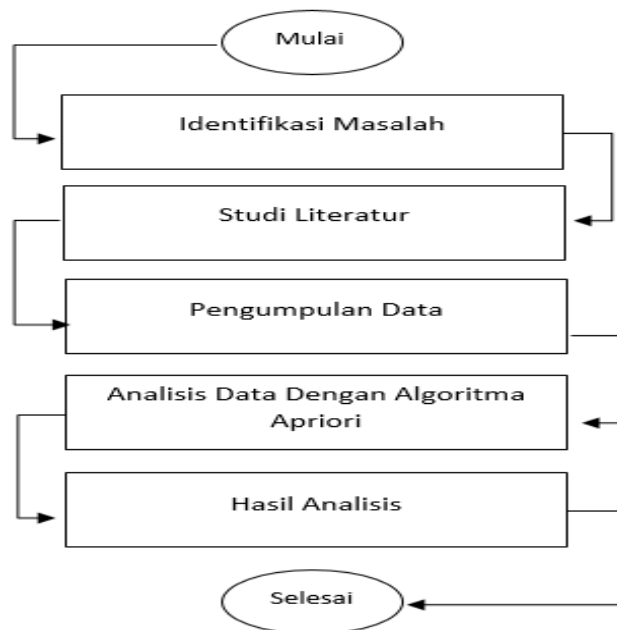 Mulai
Identifikasi Masalah
Studi Literatur
Pengumpulan Data
Analisis Data Dengan Algoritma
Apriori
Hasil Analisis
Selesai